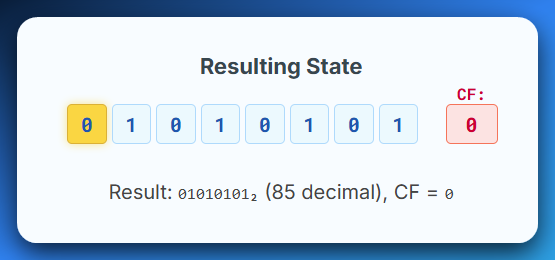 Resulting State
CF:
0 1 0 1 0 1 0 1 0
Result: 01010101₂ (85 decimal), CF = 0